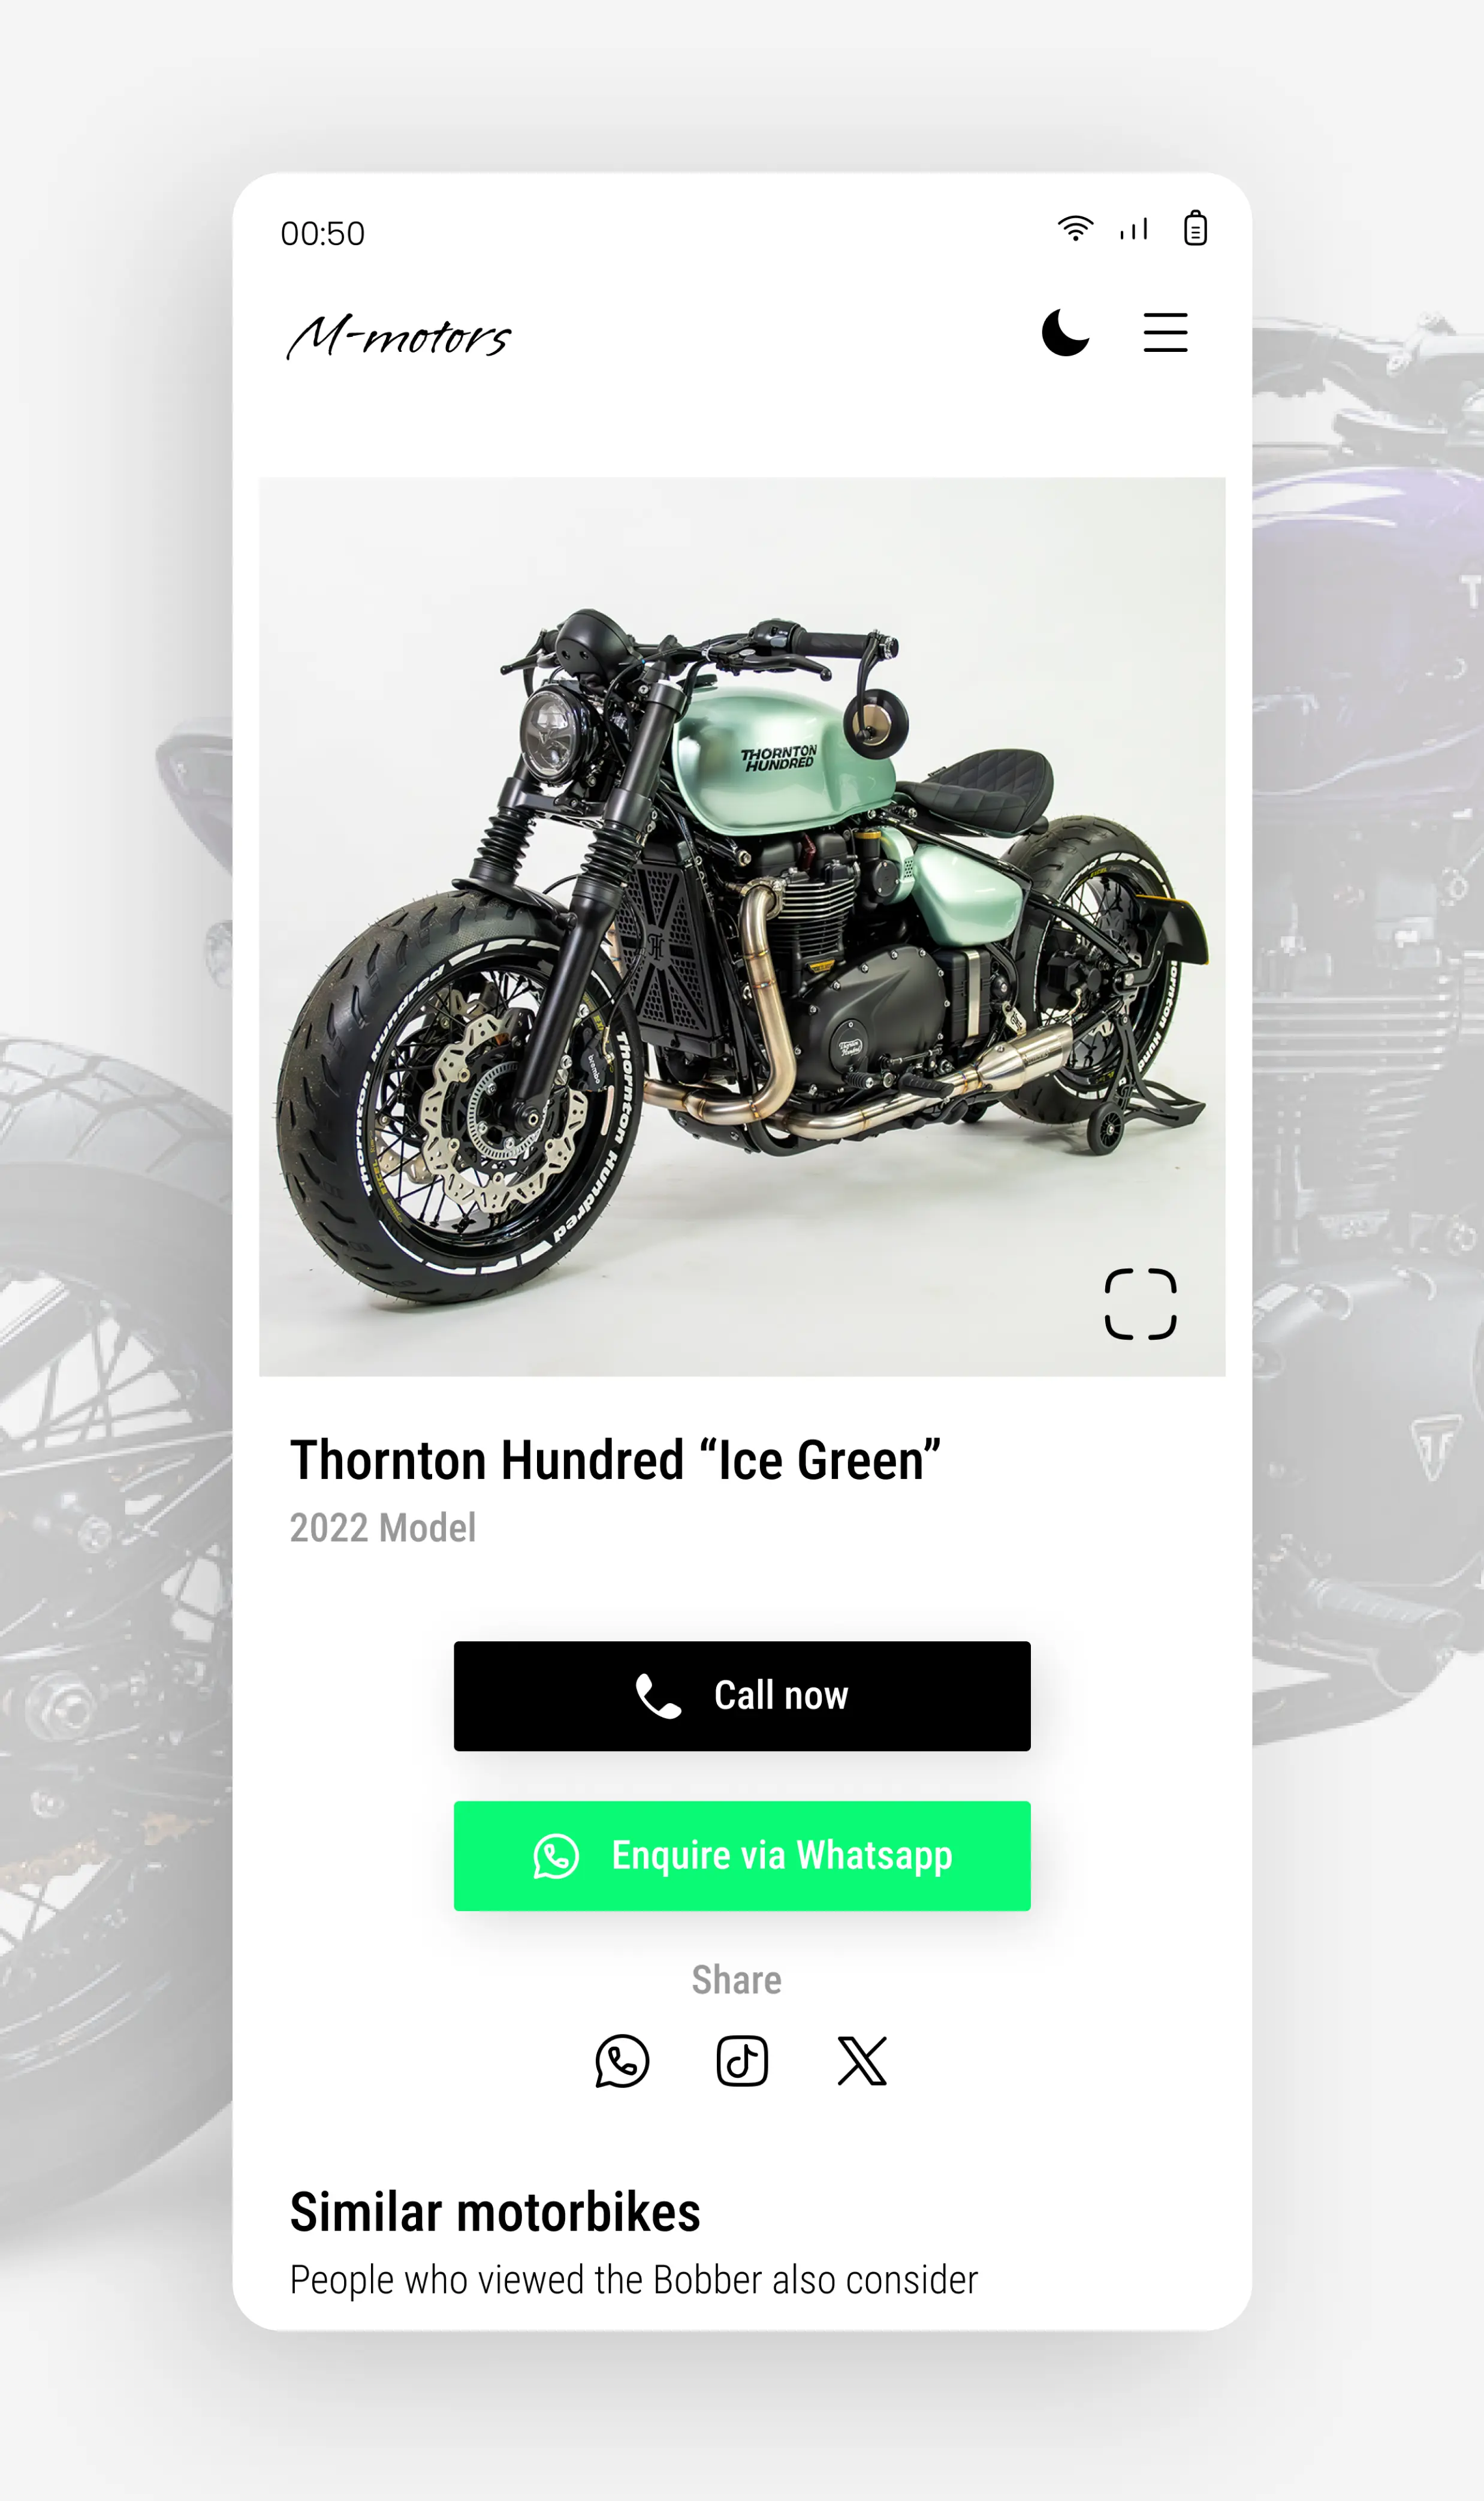 00:50
M-motors
THORNTON
HUNDRED
Thornton Hundred
Thornton Hundred
brembo
Thornton Hundred “Ice Green”
2022 Model
Call now
Enquire via Whatsapp
Share
Similar motorbikes
People who viewed the Bobber also consider